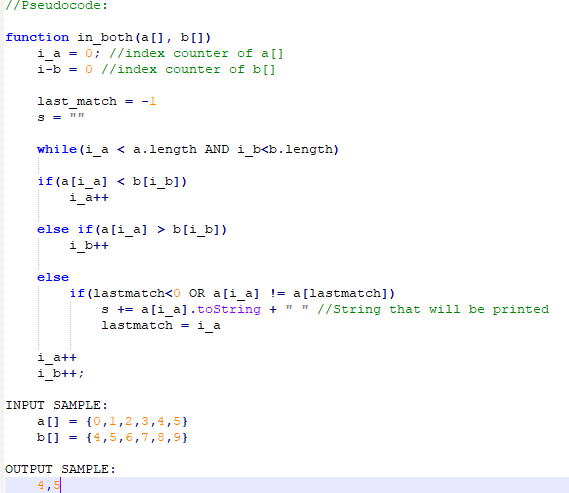 //Pseudocode:
function in_both(a[], b[])
i_a = 0; //index counter of a[]
i-b = 0 //index counter of b[]
last_match = -1
s = ""
while(i_a < a.length AND i_b<b.length)
if(a[i_a] < b[i_b])
i_a++
else if(a[i_a] > b[i_b])
i_b++
else
if(lastmatch<0 OR a[i_a] != a[lastmatch])
s += a[i_a].toString + " " //String that will be printed
lastmatch = i_a
i_a++
i_b++;
INPUT SAMPLE:
a[] = {0,1,2,3,4,5}
b[] = {4,5,6,7,8,9}
OUTPUT SAMPLE:
4,5